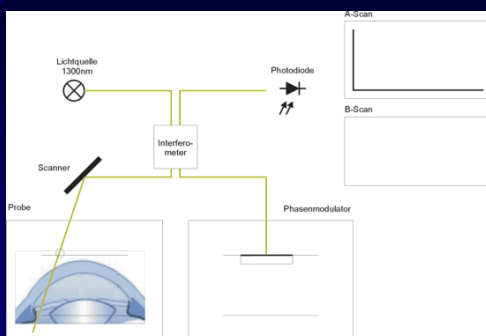 A-Scan
Lichtquelle
1300nm
Photodiode
B-Scan
Interfero-
meter
Scanner
Probe
Phasenmodulator